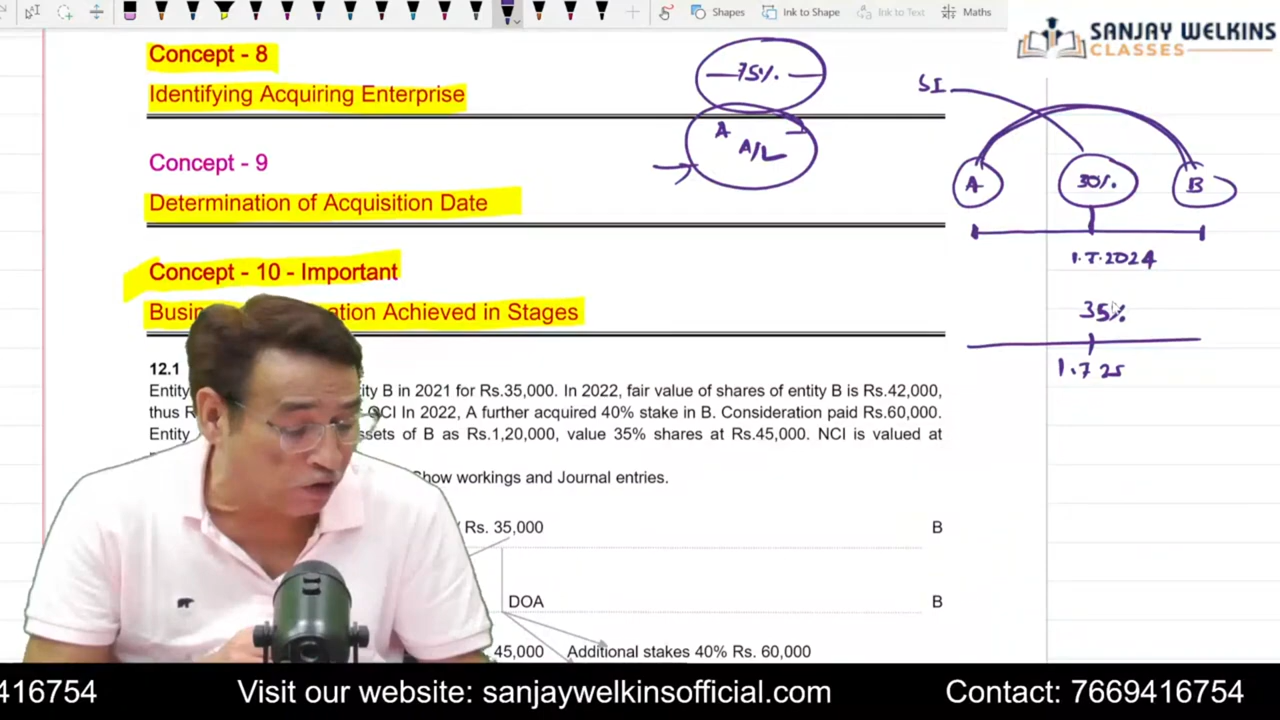 Shapes
Ink to Shape
Ink to Text
Maths
SANJAY WELKINS
CLASSES
Concept - 8
Identifying Acquiring Enterprise
75%
A
A/L
SI
A
30%
B
1.7.2024
35%
1.7 25
Concept - 9
Determination of Acquisition Date
Concept - 10 - Important
Achieved in Stages
12.1
Entity B in 2021 for Rs.35,000. In 2022, fair value of shares of entity B is Rs.42,000,
thus OCI In 2022, A further acquired 40% stake in B. Consideration paid Rs.60,000.
Entity of B as Rs.1,20,000, value 35% shares at Rs.45,000. NCI is valued at
Show workings and Journal entries.
Rs. 35,000 B
DOA B
45,000 Additional stakes 40% Rs. 60,000
416754 Visit our website: sanjaywelkinsofficial.com Contact: 7669416754